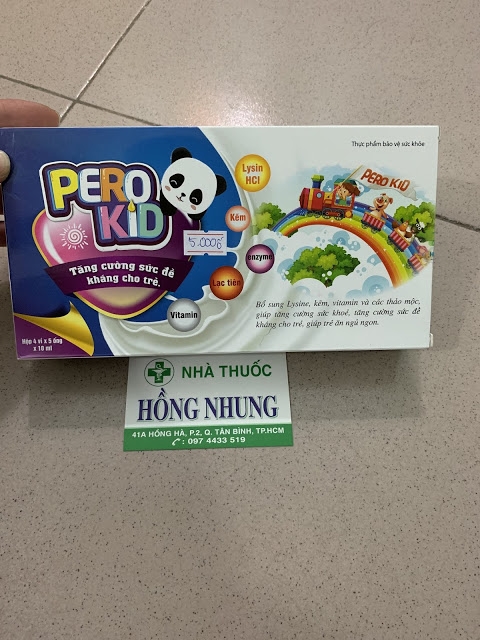 Thực phẩm bảo vệ sức khỏe
PERO
KID
Tăng cường sức đề
kháng cho trẻ.
Hộp 4 vỉ x 5 ống
x 10 ml
5.000đ
Lysin
HCl
Kẽm
enzyme
Lạc tiên
Vitamin
PERO KID
Bổ sung Lysine, kẽm, vitamin và các thảo mộc,
giúp tăng cường sức khoẻ, tăng cường sức đề
kháng cho trẻ, giúp trẻ ăn ngủ ngon.
NHÀ THUỐC
HỒNG NHUNG
41A HỒNG HÀ, P.2, Q. TÂN BÌNH, TP.HCM
: 097 4433 519